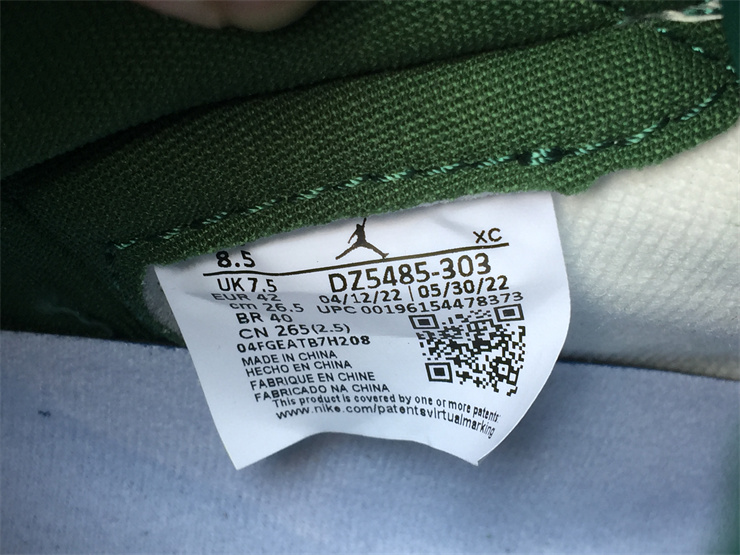 8.5 XC
UK 7.5 DZ5485-303
EUR 42 04/12/22 | 05/30/22
cm 26.5 UPC 00196154478373
BR 40
CN 265(2.5)
04FGEATB7H208
MADE IN CHINA
HECHO EN CHINA
FABRIQUE EN CHINE
FABRICADO NA CHINA
This product is covered by one or more patents
www.nike.com/patentsvirtualmarking